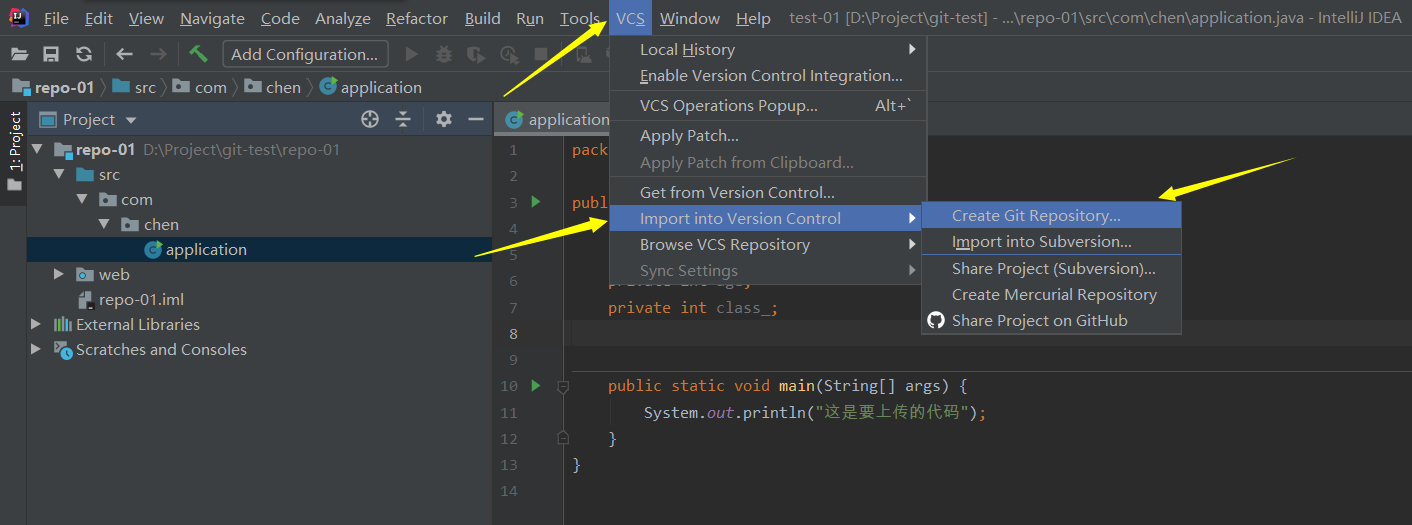 File Edit View Navigate Code Analyze Refactor Build Run Tools VCS Window Help test-01 [D:\Project\git-test] - ...\repo-01\src\com\chen\application.java - IntelliJ IDEA
Add Configuration...
repo-01 src com chen application
1: Project
Project
repo-01 D:\Project\git-test\repo-01
src
com
chen
application
web
repo-01.iml
External Libraries
Scratches and Consoles
Local History
Enable Version Control Integration...
VCS Operations Popup... Alt+`
Apply Patch...
Apply Patch from Clipboard...
Get from Version Control...
Import into Version Control
Browse VCS Repository
Sync Settings
Create Git Repository...
Import into Subversion...
Share Project (Subversion)...
Create Mercurial Repository
Share Project on GitHub
application
1 pack
2
3 publ
4
5
6 private int age;
7 private int class_;
8
9
10 public static void main(String[] args) {
11 System.out.println("这是要上传的代码");
12 }
13 }
14